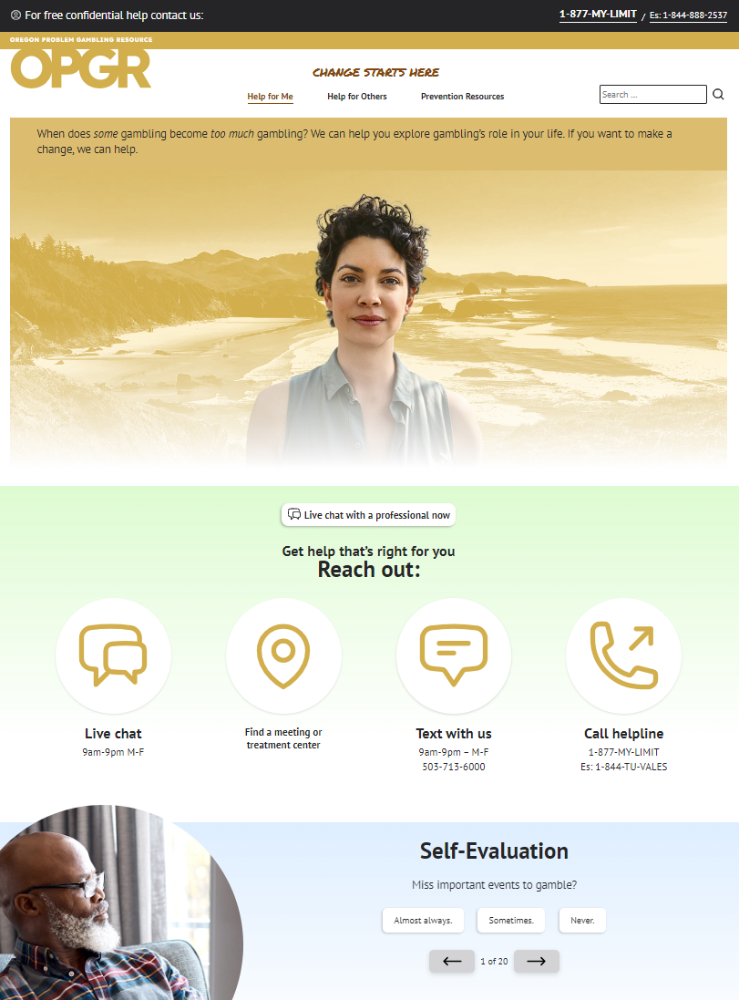 For free confidential help contact us:
1-877-MY-LIMIT / Es: 1-844-888-2537
OREGON PROBLEM GAMBLING RESOURCE
OPGR
CHANGE STARTS HERE
Help for Me Help for Others Prevention Resources
Search ...
When does some gambling become too much gambling? We can help you explore gambling’s role in your life. If you want to make a
change, we can help.
Live chat with a professional now
Get help that’s right for you
Reach out:
Live chat
9am-9pm M-F
Find a meeting or
treatment center
Text with us
9am-9pm – M-F
503-713-6000
Call helpline
1-877-MY-LIMIT
Es: 1-844-TU-VALES
Self-Evaluation
Miss important events to gamble?
Almost always. Sometimes. Never.
1 of 20